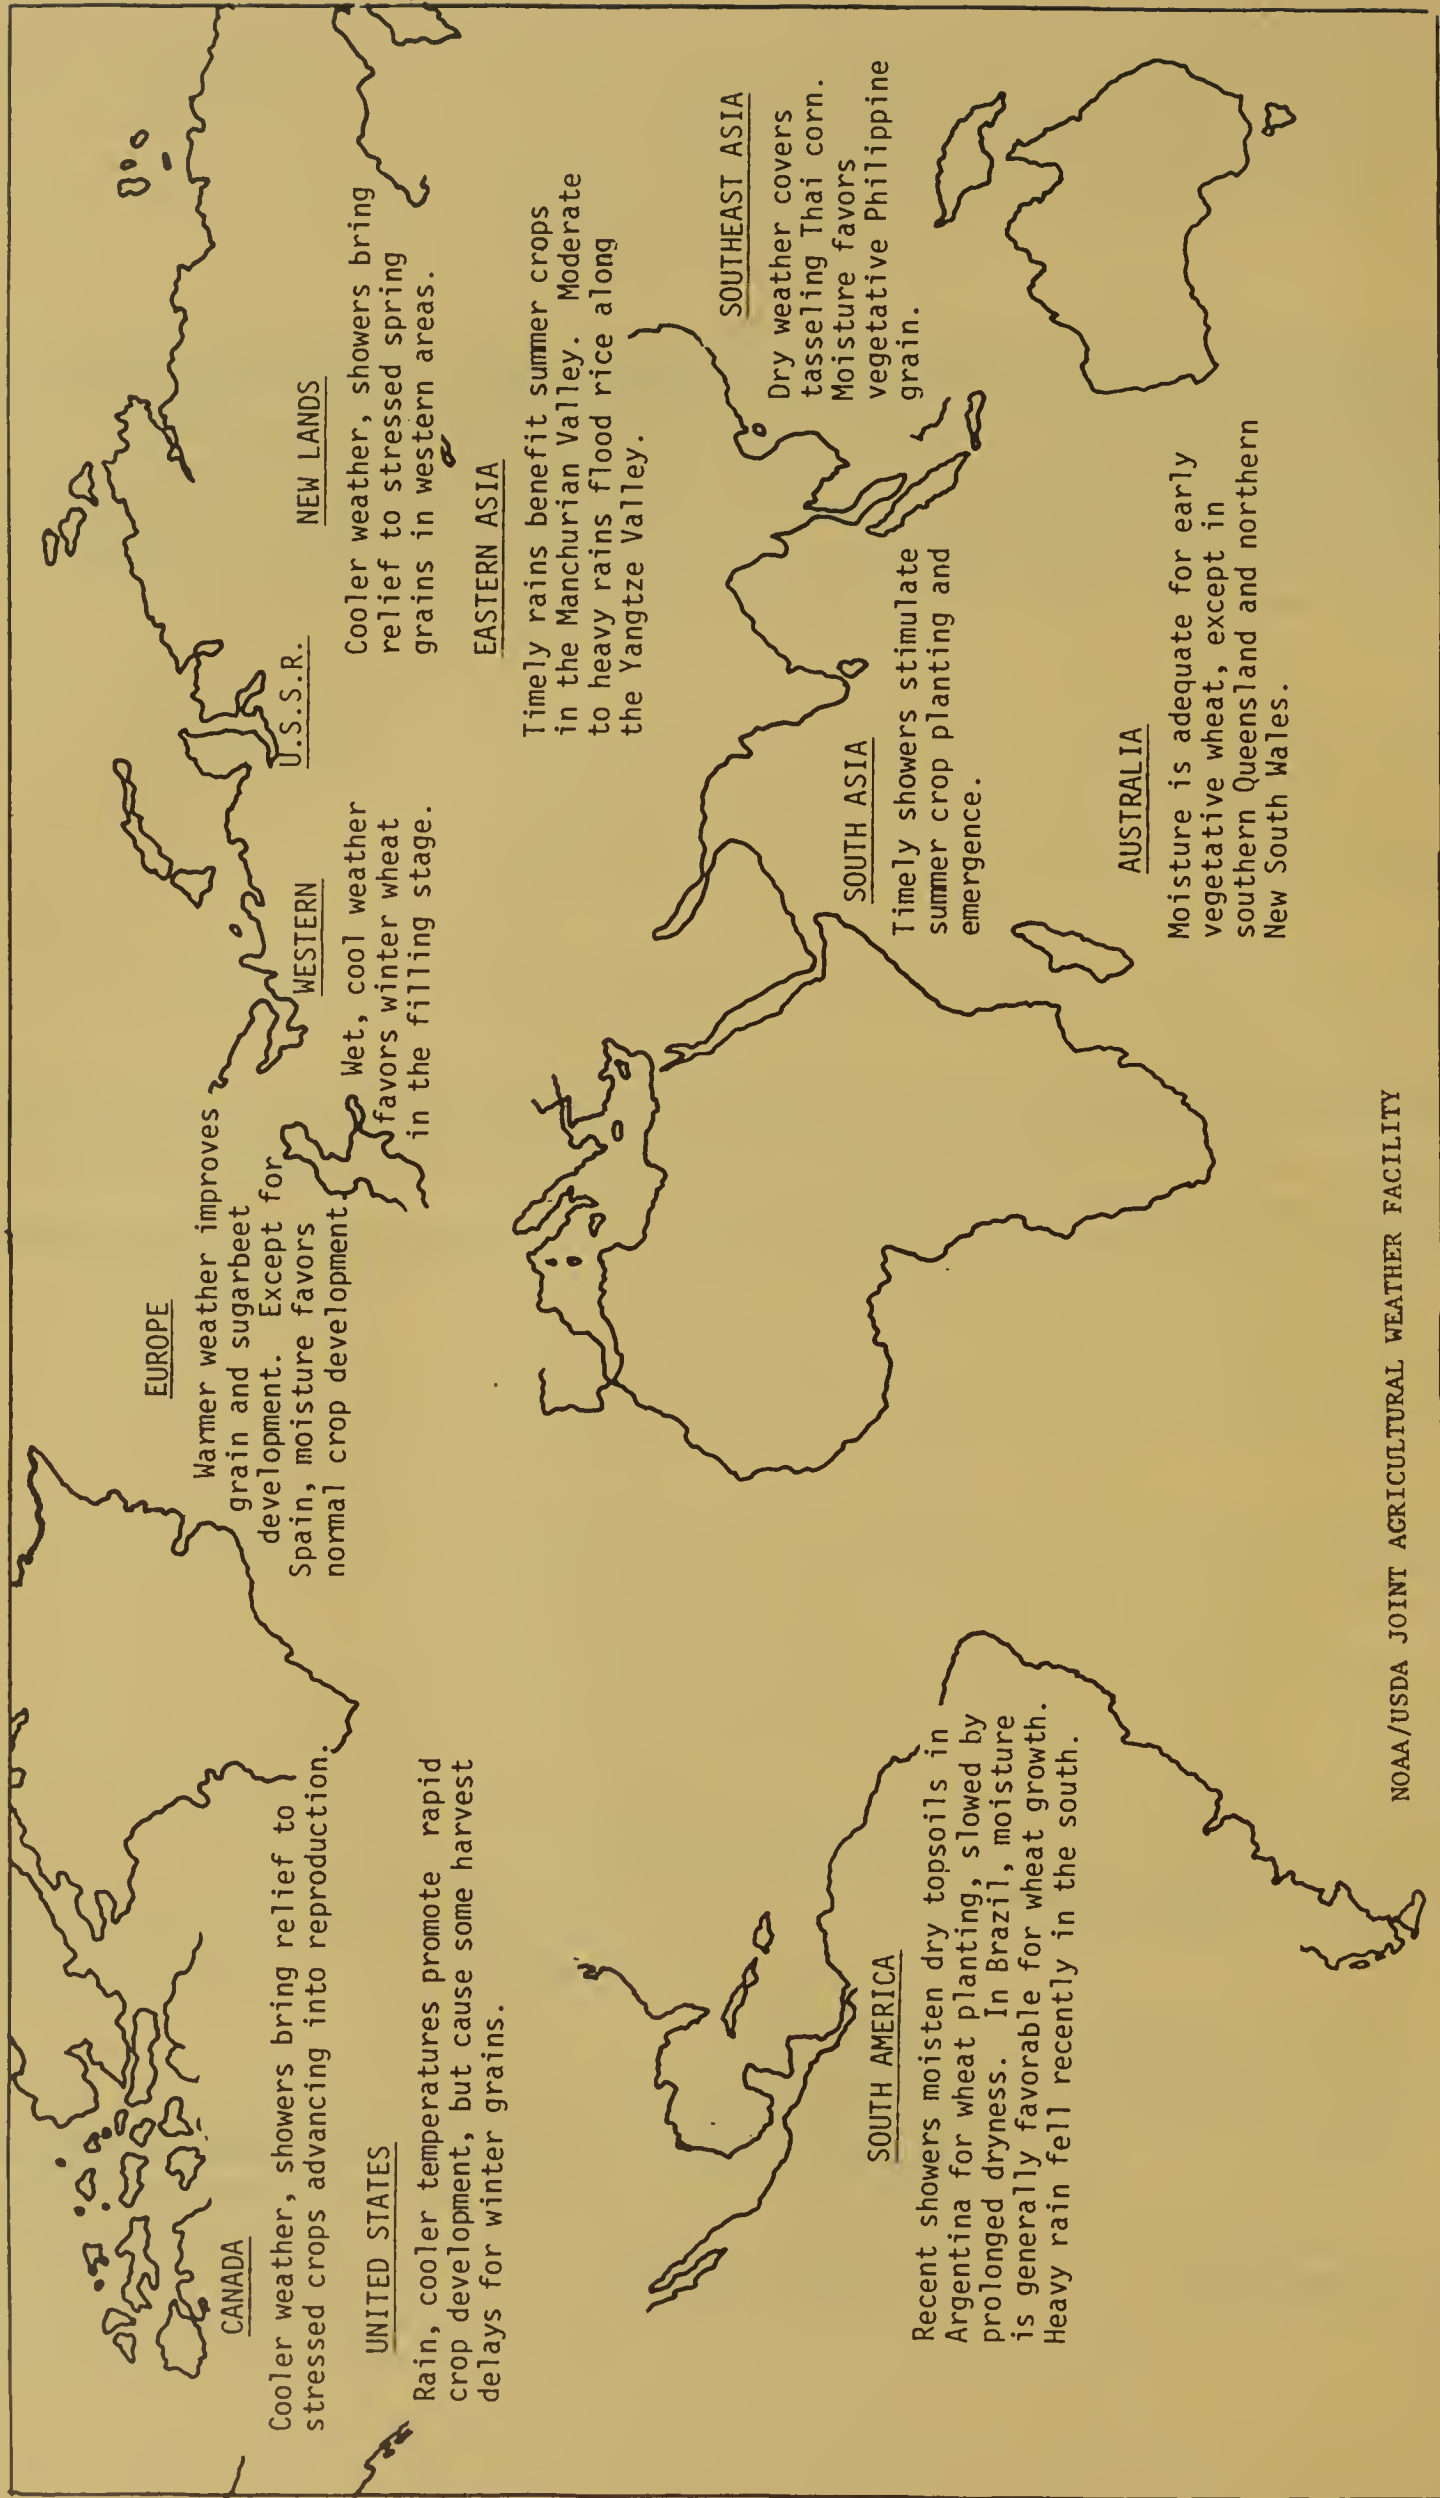 CANADA
Cooler weather, showers bring relief to
stressed crops advancing into reproduction.
UNITED STATES
Rain, cooler temperatures promote rapid
crop development, but cause some harvest
delays for winter grains.
SOUTH AMERICA
Recent showers moisten dry topsoils in
Argentina for wheat planting, slowed by
prolonged dryness. In Brazil, moisture
is generally favorable for wheat growth.
Heavy rain fell recently in the south.
EUROPE
Warmer weather improves
grain and sugarbeet
development. Except for
Spain, moisture favors
normal crop development.
U.S.S.R.
WESTERN
Wet, cool weather
favors winter wheat
in the filling stage.
NEW LANDS
Cooler weather, showers bring
relief to stressed spring
grains in western areas.
EASTERN ASIA
Timely rains benefit summer crops
in the Manchurian Valley. Moderate
to heavy rains flood rice along
the Yangtze Valley.
SOUTHEAST ASIA
Dry weather covers
tasseling Thai corn.
Moisture favors
vegetative Philippine
grain.
SOUTH ASIA
Timely showers stimulate
summer crop planting and
emergence.
AUSTRALIA
Moisture is adequate for early
vegetative wheat, except in
southern Queensland and northern
New South Wales.
NOAA/USDA JOINT AGRICULTURAL WEATHER FACILITY